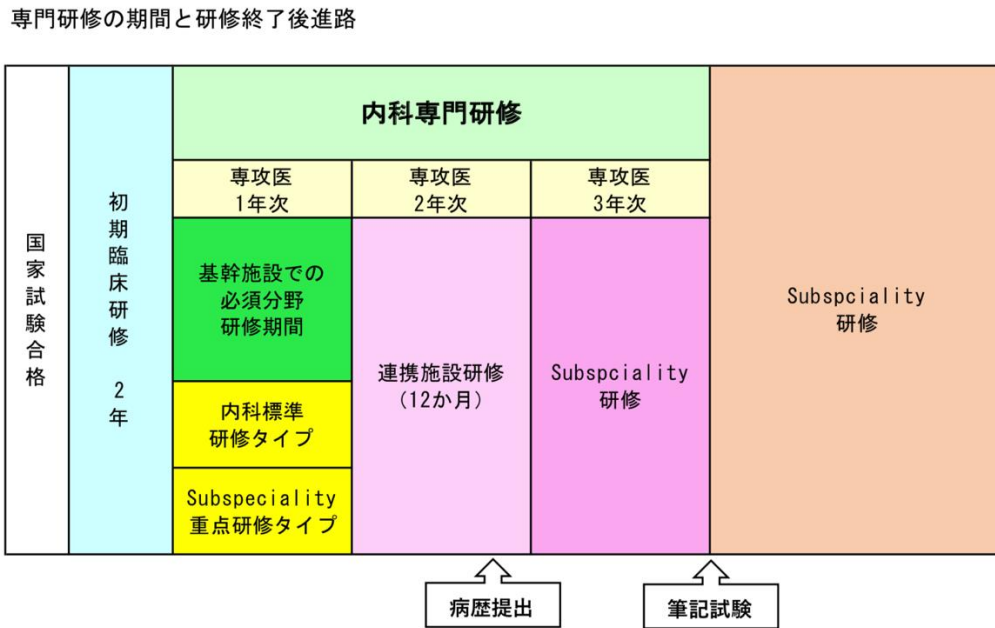 専門研修の期間と研修終了後進路
国家試験合格
初期臨床研修 2年
内科専門研修
専攻医
1年次
専攻医
2年次
専攻医
3年次
基幹施設での
必須分野
研修期間
内科標準
研修タイプ
Subspeciality
重点研修タイプ
連携施設研修
(12か月)
Subspciality
研修
Subspciality
研修
病歴提出
筆記試験